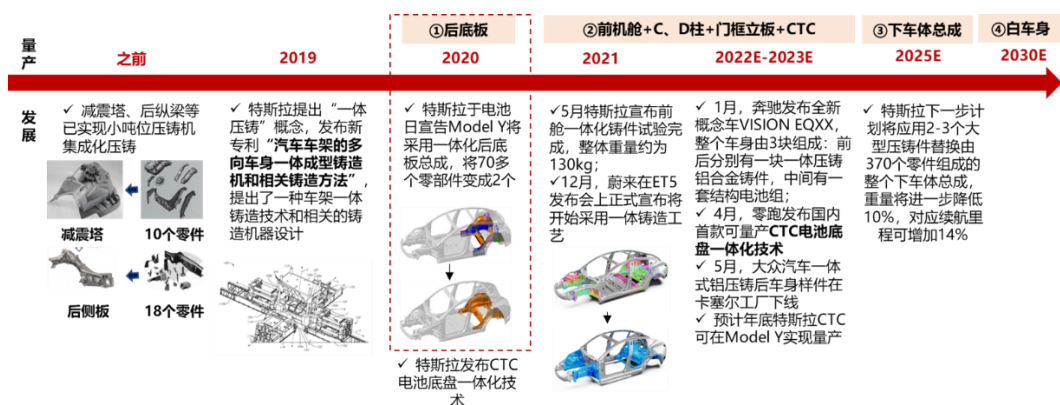 ①后底板
②前机舱+C、D柱+门框立板+CTC
③下车体总成
④白车身
量产
之前
2019
2020
2021
2022E-2023E
2025E
2030E
发展
✓ 减震塔、后纵梁等
已实现小吨位压铸机
集成化压铸
减震塔
10个零件
后侧板
18个零件
✓ 特斯拉提出“一体
压铸”概念,发布新
专利“汽车车架的多
向车身一体成型铸造
机和相关铸造方法”,
提出了一种车架一体
铸造技术和相关的铸
造机器设计
✓ 特斯拉于电池
日宣告Model Y将
采用一体化后底
板总成,将70多
个零部件变成2个
✓ 特斯拉发布CTC
电池底盘一体化技
术
✓5月特斯拉宣布前
舱一体化铸件试验完
成,整体重量约为
130kg;
✓12月,蔚来在ET5
发布会上正式宣布将
开始采用一体铸造工
艺
✓ 1月,奔驰发布全新
概念车VISION EQXX,
整个车身由3块组成:前
后分别有一块一体压铸
铝合金铸件,中间有一
套结构电池组;
✓ 4月,零跑发布国内
首款可量产CTC电池底
盘一体化技术
✓ 5月,大众汽车一体
式铝压铸后车身样件在
卡塞尔工厂下线
✓ 预计年底特斯拉CTC
可在Model Y实现量产
✓ 特斯拉下一步计
划将应用2-3个大
型压铸件替换由
370个零件组成的
整个下车体总成,
重量将进一步降低
10%,对应续航里
程可增加14%